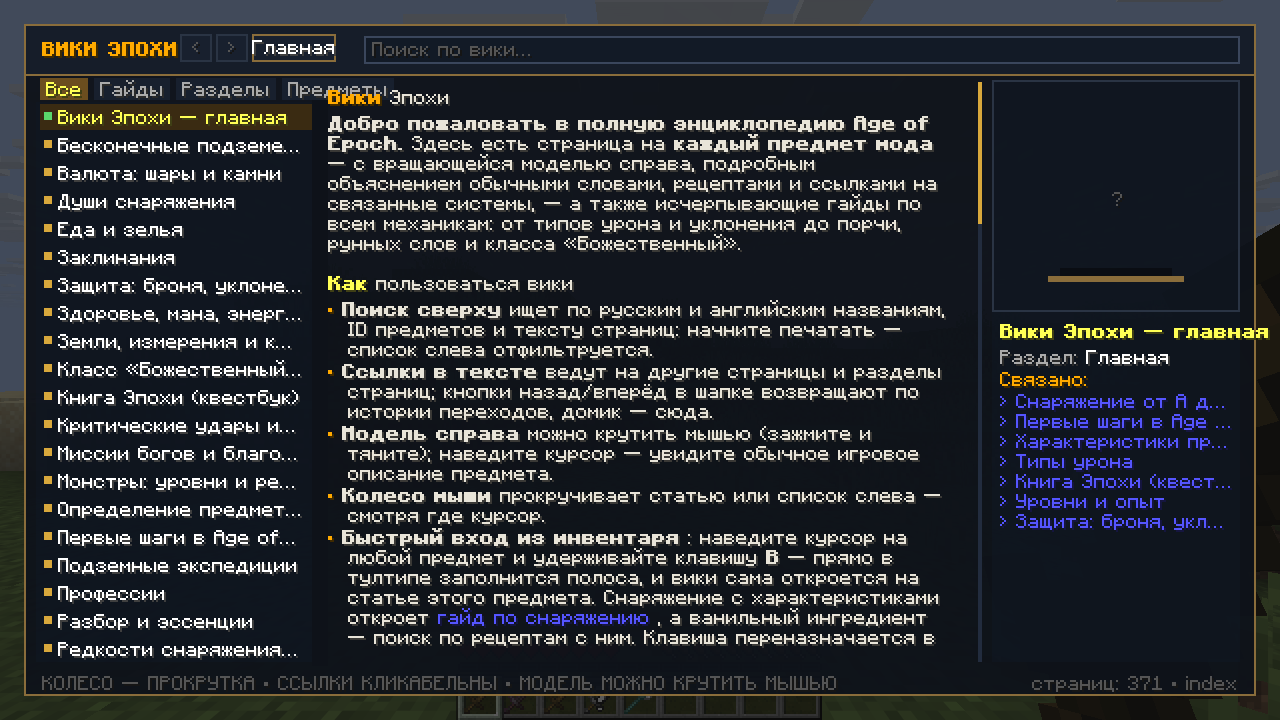 ВИКИ ЭПОХИ < > Главная Поиск по вики...
Все Гайды Разделы Предметы
Вики Эпохи — главная
Бесконечные подземе...
Валюта: шары и камни
Души снаряжения
Еда и зелья
Заклинания
Защита: броня, уклоне...
Здоровье, мана, энерг...
Земли, измерения и к...
Класс «Божественный...
Книга Эпохи (квестбук)
Критические удары и...
Миссии богов и благо...
Монстры: уровни и ре...
Определение предмет...
Первые шаги в Age of...
Подземные экспедиции
Профессии
Разбор и эссенции
Редкости снаряжения...
Вики Эпохи
Добро пожаловать в полную энциклопедию Age of
Epoch. Здесь есть страница на каждый предмет мода
— с вращающейся моделью справа, подробным
объяснением обычными словами, рецептами и ссылками на
связанные системы, — а также исчерпывающие гайды по
всем механикам: от типов урона и уклонения до порчи,
рунных слов и класса «Божественный».
Как пользоваться вики
• Поиск сверху ищет по русским и английским названиям,
ID предметов и тексту страниц: начните печатать —
список слева отфильтруется.
• Ссылки в тексте ведут на другие страницы и разделы
страниц; кнопки назад/вперёд в шапке возвращают по
истории переходов, домик — сюда.
• Модель справа можно крутить мышью (зажмите и
тяните); наведите курсор — увидите обычное игровое
описание предмета.
• Колесо мыши прокручивает статью или список слева —
смотря где курсор.
• Быстрый вход из инвентаря : наведите курсор на
любой предмет и удерживайте клавишу B — прямо в
тултипе заполнится полоса, и вики сама откроется на
статье этого предмета. Снаряжение с характеристиками
откроет гайд по снаряжению , а ванильный ингредиент
— поиск по рецептам с ним. Клавиша переназначается в
?
Вики Эпохи — главная
Раздел: Главная
Связано:
> Снаряжение от А д...
> Первые шаги в Age ...
> Характеристики пр...
> Типы урона
> Книга Эпохи (квест...
> Уровни и опыт
> Защита: броня, укл...
КОЛЕСО — ПРОКРУТКА • ССЫЛКИ КЛИКАБЕЛЬНЫ • МОДЕЛЬ МОЖНО КРУТИТЬ МЫШЬЮ
страниц: 371 • index